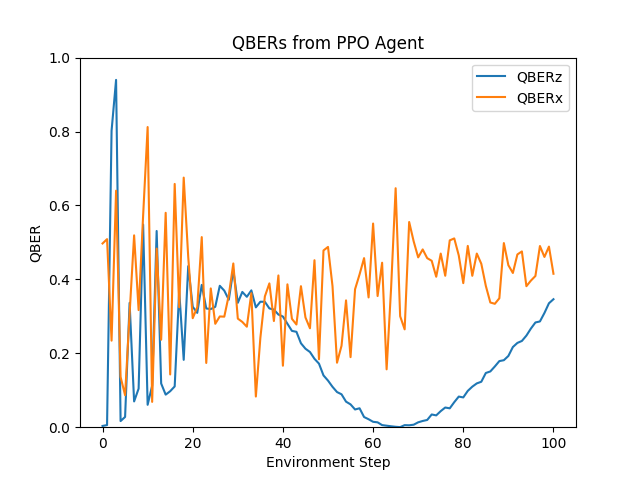 QBERs from PPO Agent
1.0
0.8
0.6
0.4
0.2
0.0
QBER
QBERz
QBERx
0 20 40 60 80 100
Environment Step